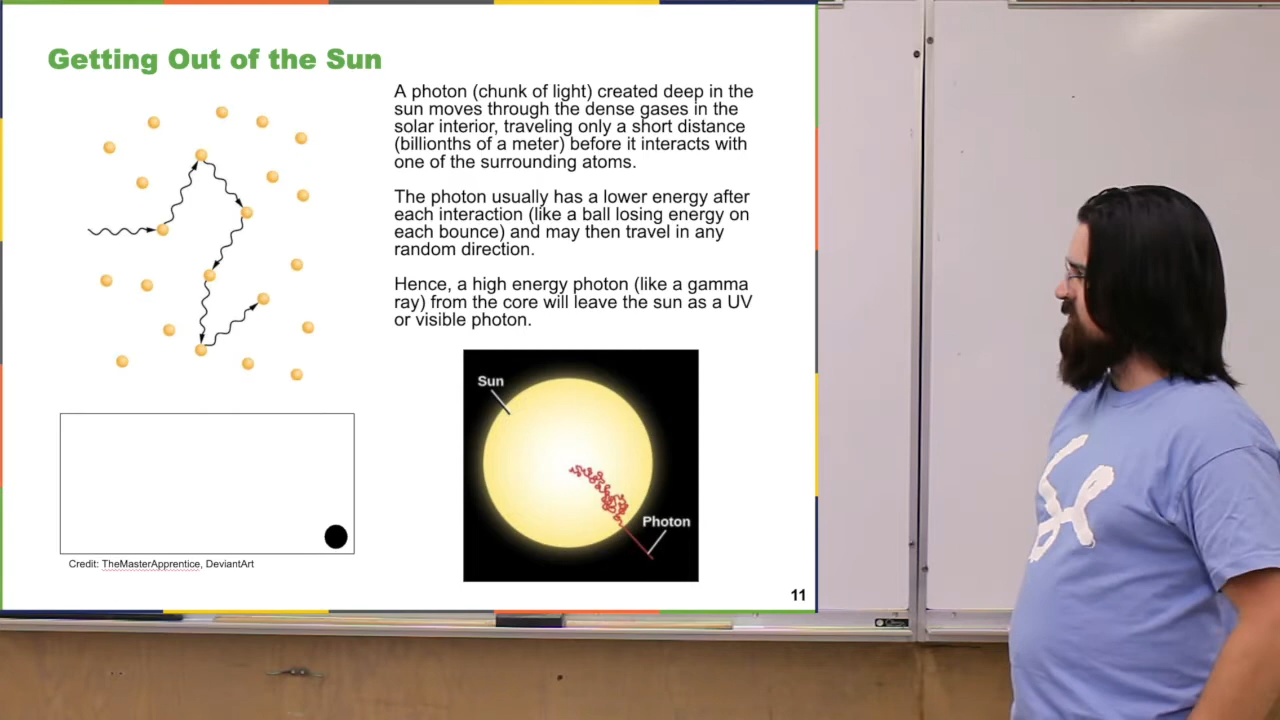 Getting Out of the Sun
A photon (chunk of light) created deep in the
sun moves through the dense gases in the
solar interior, traveling only a short distance
(billionths of a meter) before it interacts with
one of the surrounding atoms.
The photon usually has a lower energy after
each interaction (like a ball losing energy on
each bounce) and may then travel in any
random direction.
Hence, a high energy photon (like a gamma
ray) from the core will leave the sun as a UV
or visible photon.
Sun
Photon
Credit: TheMasterApprentice, DeviantArt
11